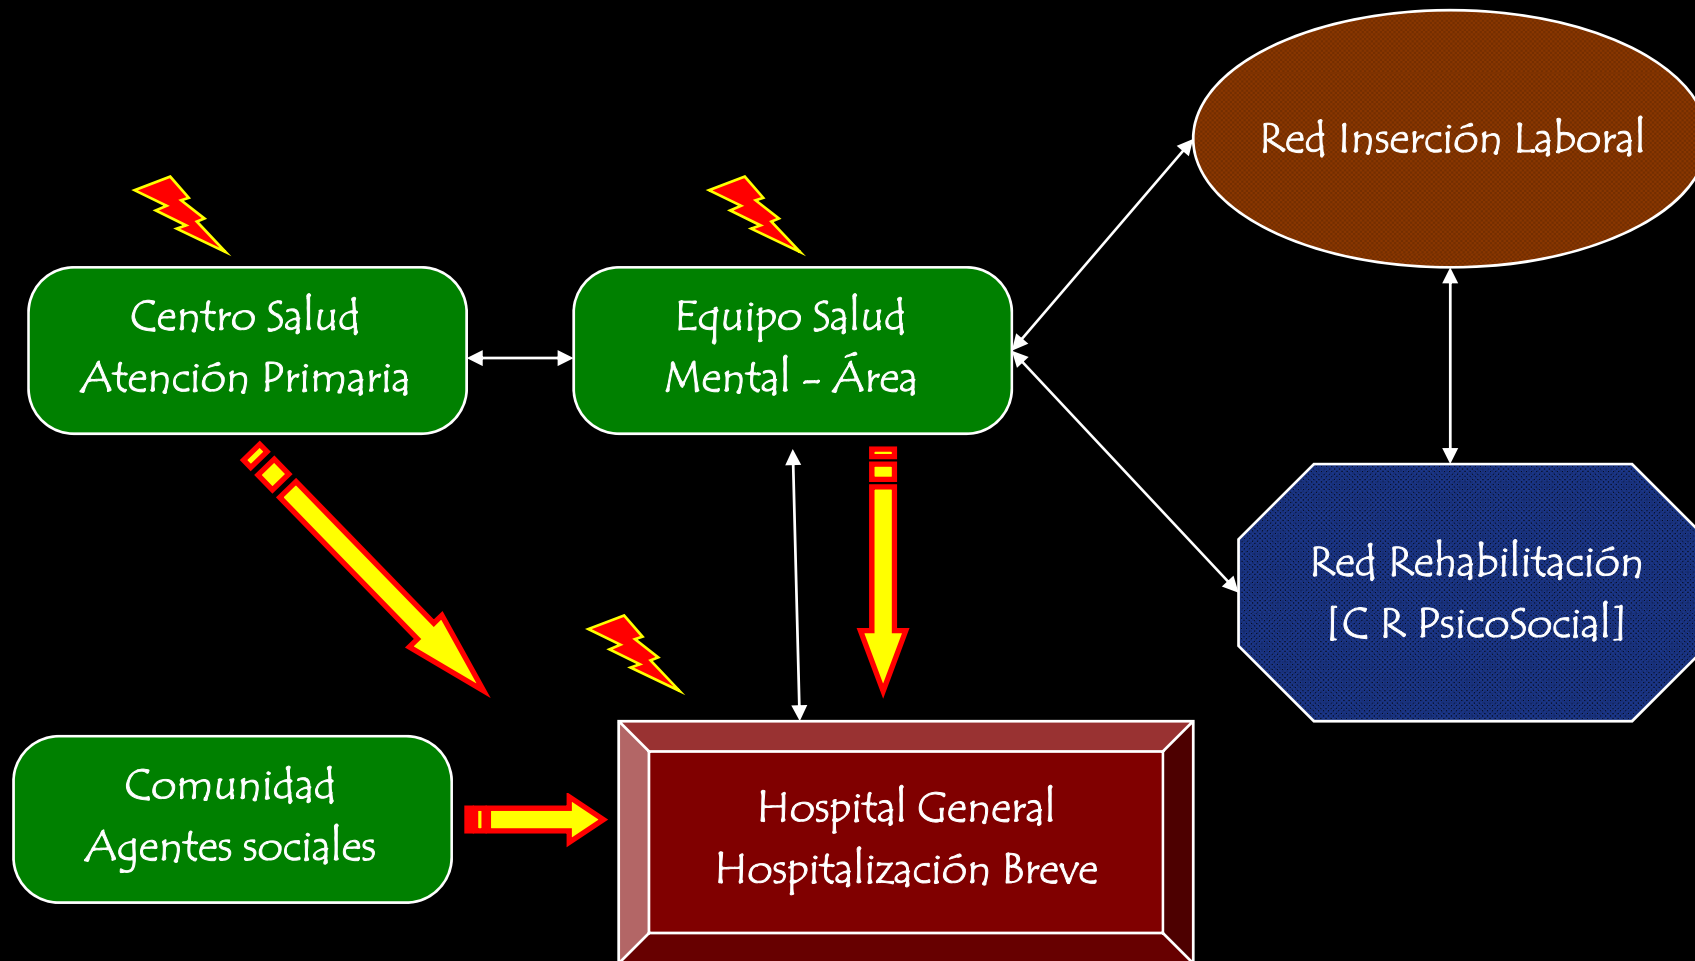 Red Inserción Laboral
Centro Salud
Atención Primaria
Equipo Salud
Mental - Área
Red Rehabilitación
[C R PsicoSocial]
Comunidad
Agentes sociales
Hospital General
Hospitalización Breve